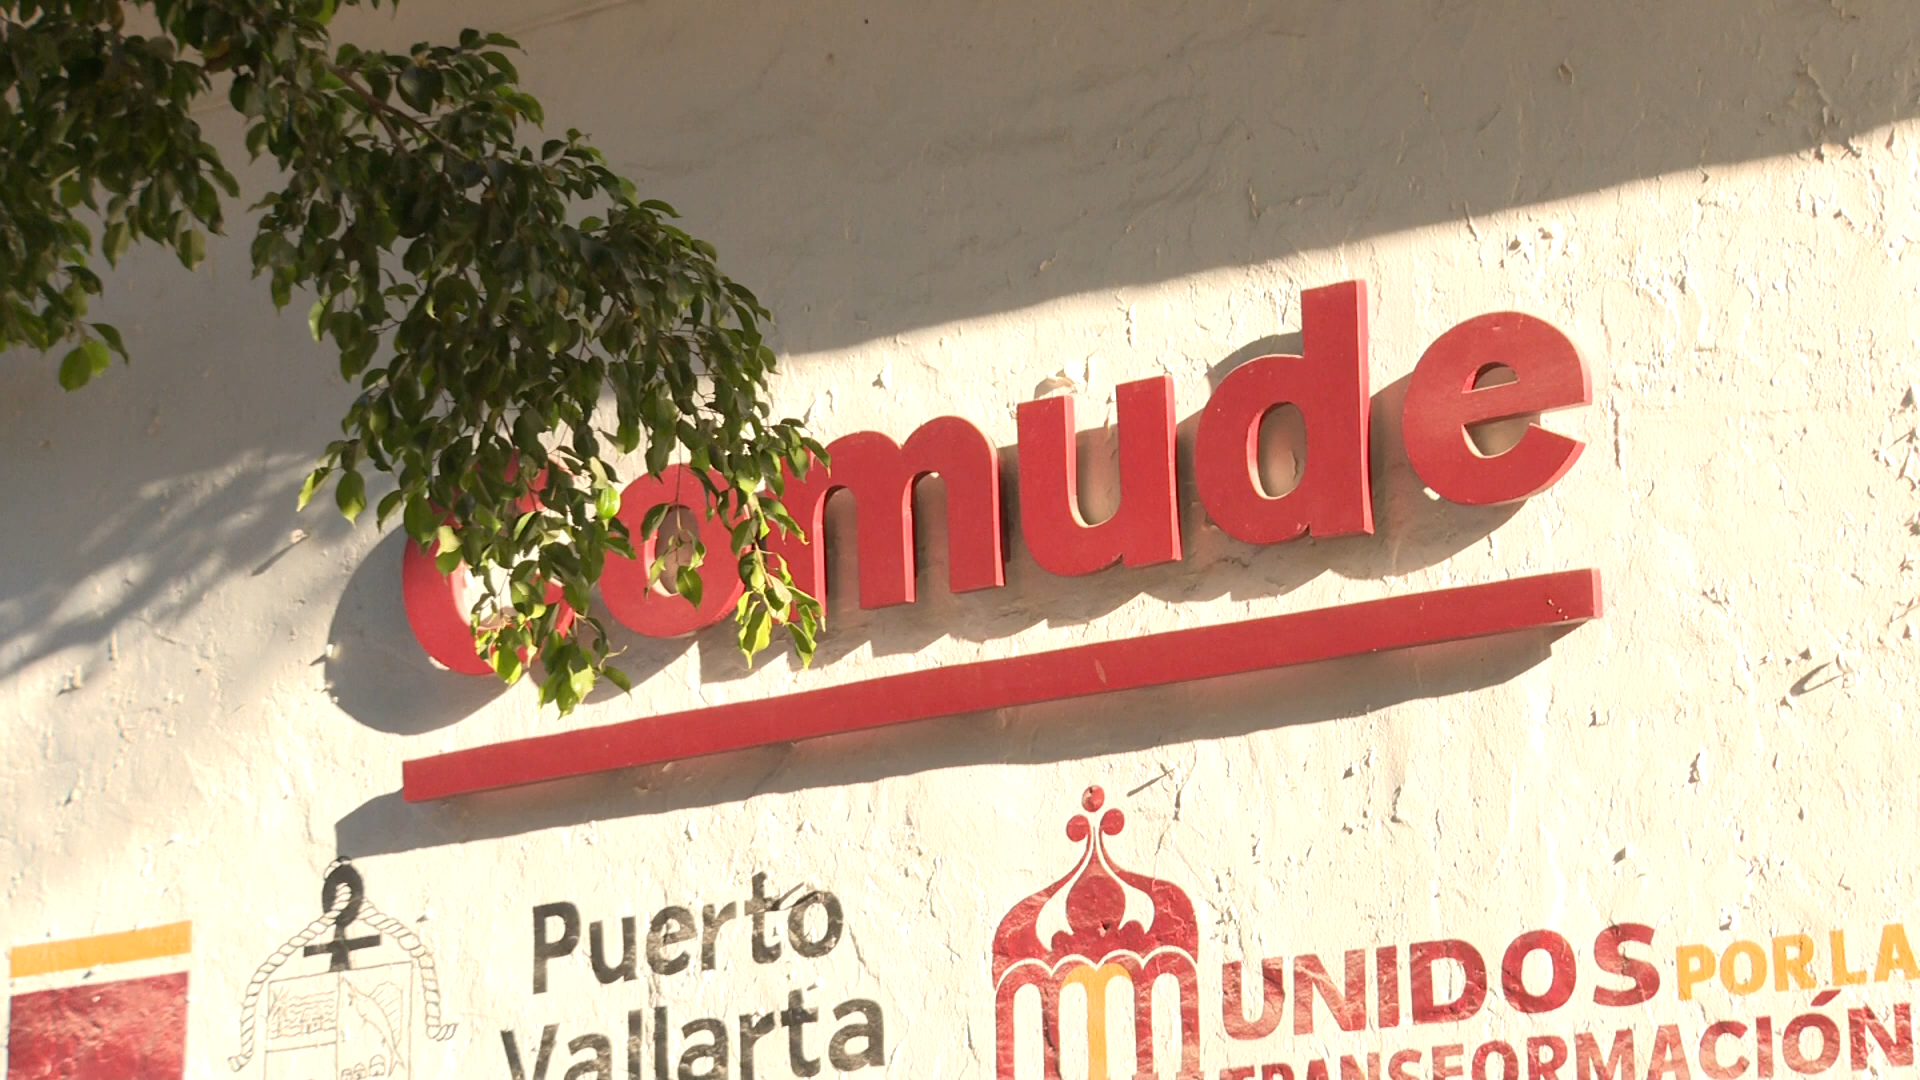 Comude
Puerto
Vallarta
UNIDOS POR LA
TRANSFORMACIÓN